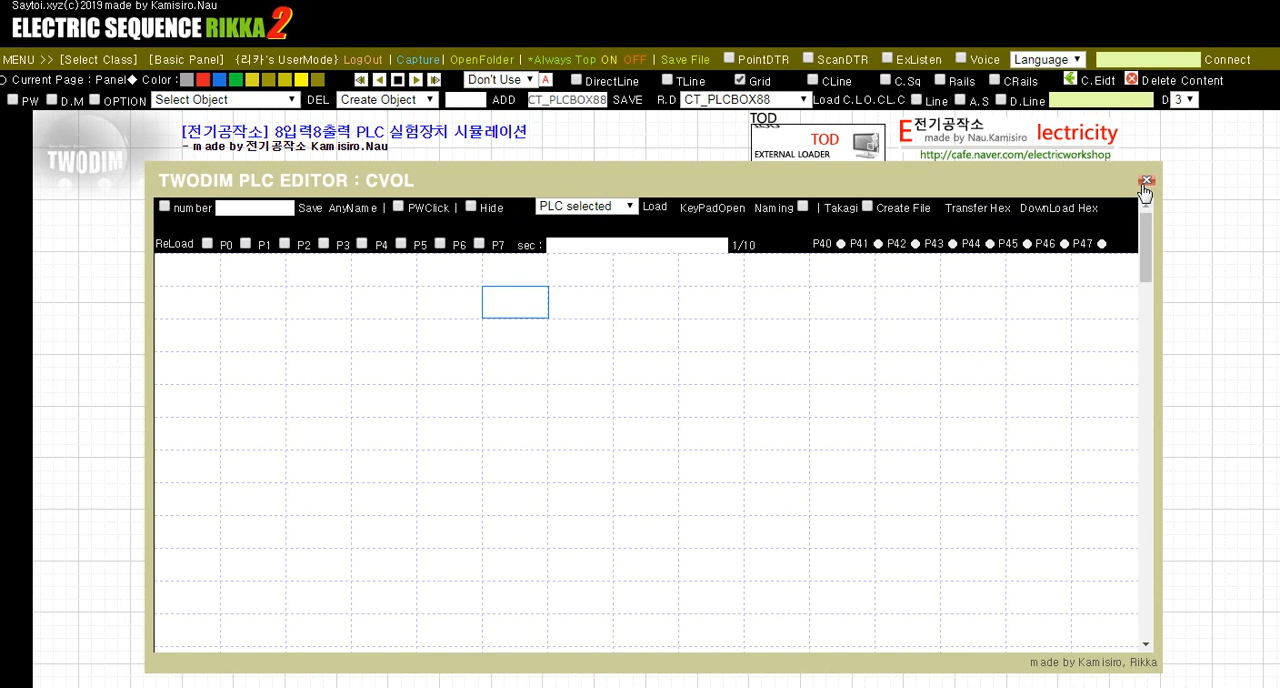 Saytoi.xyz(c)2019 made by Kamisiro.Nau
ELECTRIC SEQUENCE RIKKA 2
MENU >> [Select Class] [Basic Panel] {리카's UserMode} LogOut | Capture| OpenFolder | *Always Top ON OFF | Save File PointDTR ScanDTR ExListen Voice Language Connect
Current Page : Panel◆ Color : Don't Use A DirectLine TLine Grid CLine C.Sq Rails CRails C.Eidt Delete Content
PW D.M OPTION Select Object DEL Create Object ADD CT_PLCBOX88 SAVE R.D CT_PLCBOX88 Load C.L.O.CL.C Line A.S D.Line D 3
[전기공작소] 8입력8출력 PLC 실험장치 시뮬레이션
- made by 전기공작소 Kamisiro.Nau
TOD
TOD
EXTERNAL LOADER
E전기공작소
made by Nau.Kamisiro lectricity
http://cafe.naver.com/electricworkshop
TWODIM
TWODIM PLC EDITOR : CVOL
number Save AnyName | PWClick | Hide PLC selected Load KeyPadOpen Naming | Takagi Create File Transfer Hex DownLoad Hex
ReLoad P0 P1 P2 P3 P4 P5 P6 P7 sec : 1/10 P40 P41 P42 P43 P44 P45 P46 P47
made by Kamisiro, Rikka